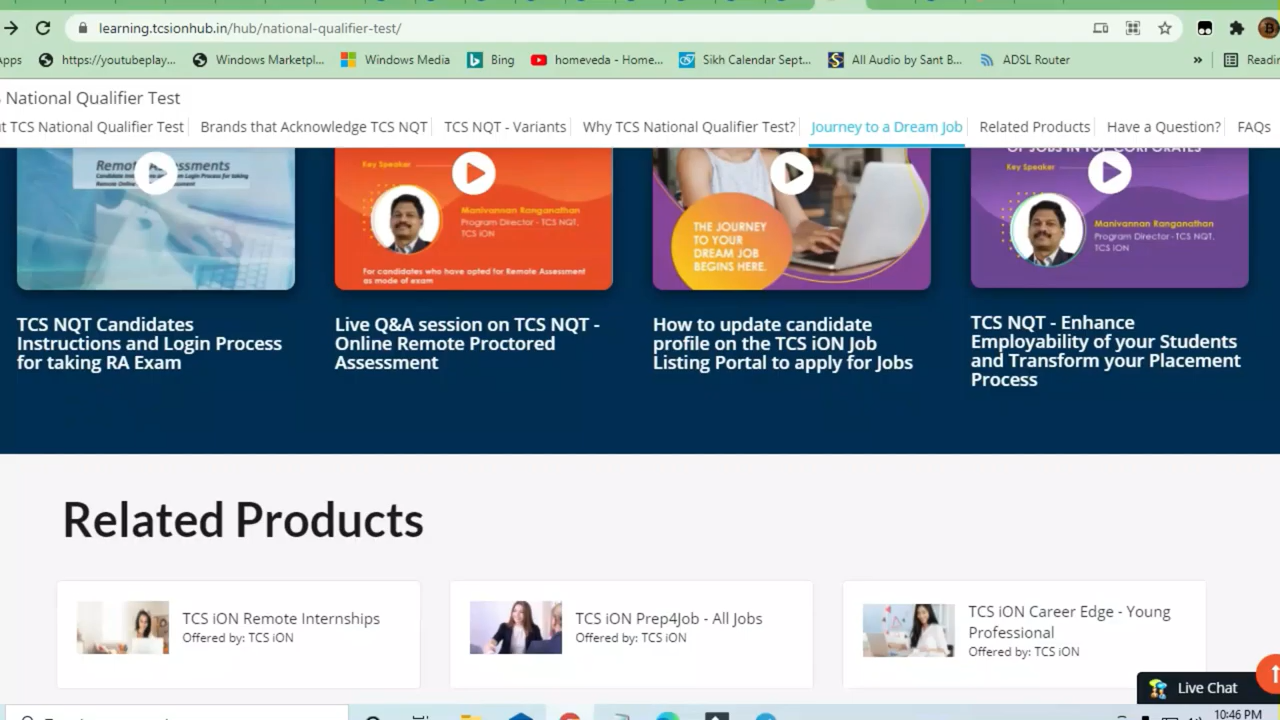 learning.tcsionhub.in/hub/national-qualifier-test/
Apps https://youtubeplay... Windows Marketpl... Windows Media Bing homeveda - Home... Sikh Calendar Sept... All Audio by Sant B... ADSL Router »
National Qualifier Test
TCS National Qualifier Test Brands that Acknowledge TCS NQT TCS NQT - Variants Why TCS National Qualifier Test? Journey to a Dream Job Related Products Have a Question? FAQs
Key Speaker
Manivannan Ranganathan
Program Director - TCS NQT,
TCS iON
For candidates who have opted for Remote Assessment
as mode of exam
THE JOURNEY
TO YOUR
DREAM JOB
BEGINS HERE.
OF JOBS IN TOP CORPORATES
Key Speaker
Manivannan Ranganathan
Program Director - TCS NQT,
TCS iON
TCS NQT Candidates
Instructions and Login Process
for taking RA Exam
Live Q&A session on TCS NQT -
Online Remote Proctored
Assessment
How to update candidate
profile on the TCS iON Job
Listing Portal to apply for Jobs
TCS NQT - Enhance
Employability of your Students
and Transform your Placement
Process
Related Products
TCS iON Remote Internships
Offered by: TCS iON
TCS iON Prep4Job - All Jobs
Offered by: TCS iON
TCS iON Career Edge - Young
Professional
Offered by: TCS iON
Live Chat
10:46 PM